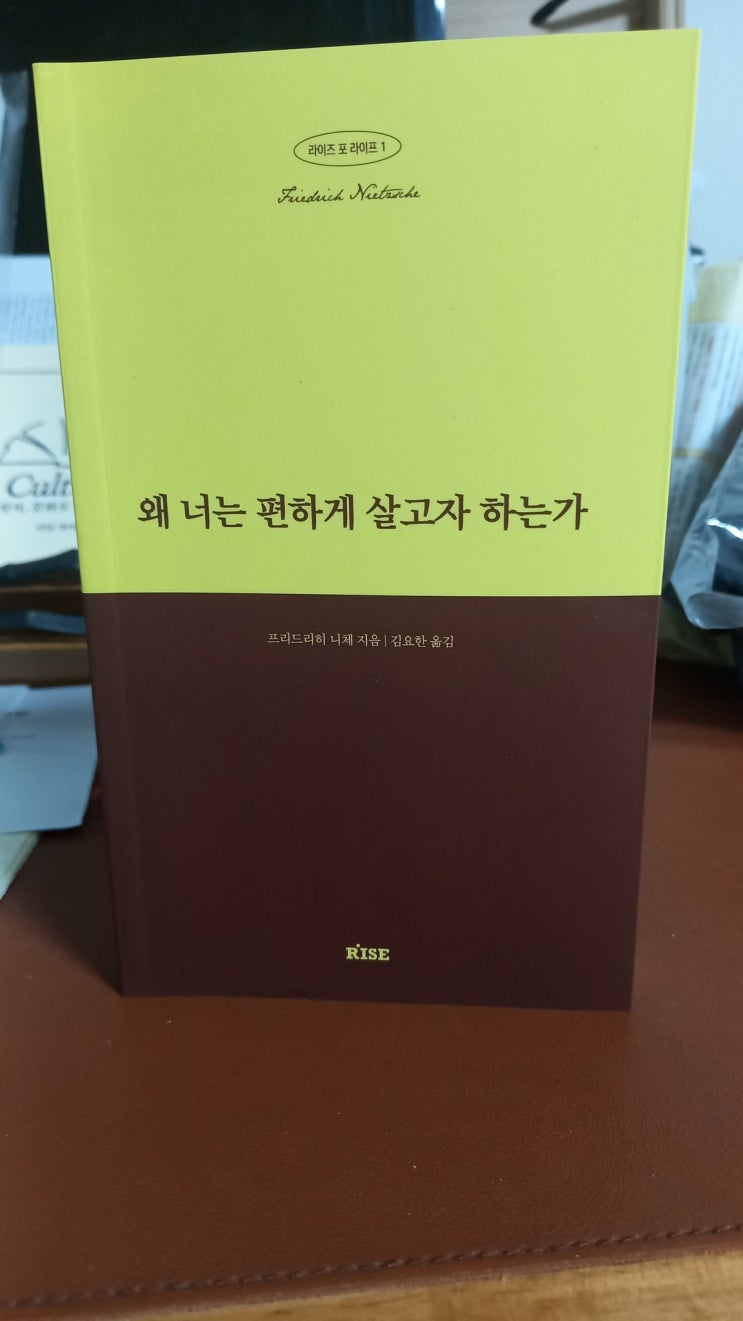 라이즈 포 라이프 1
Friedrich Nietzsche
왜 너는 편하게 살고자 하는가
프리드리히 니체 지음 | 김요한 옮김
RISE
Cult